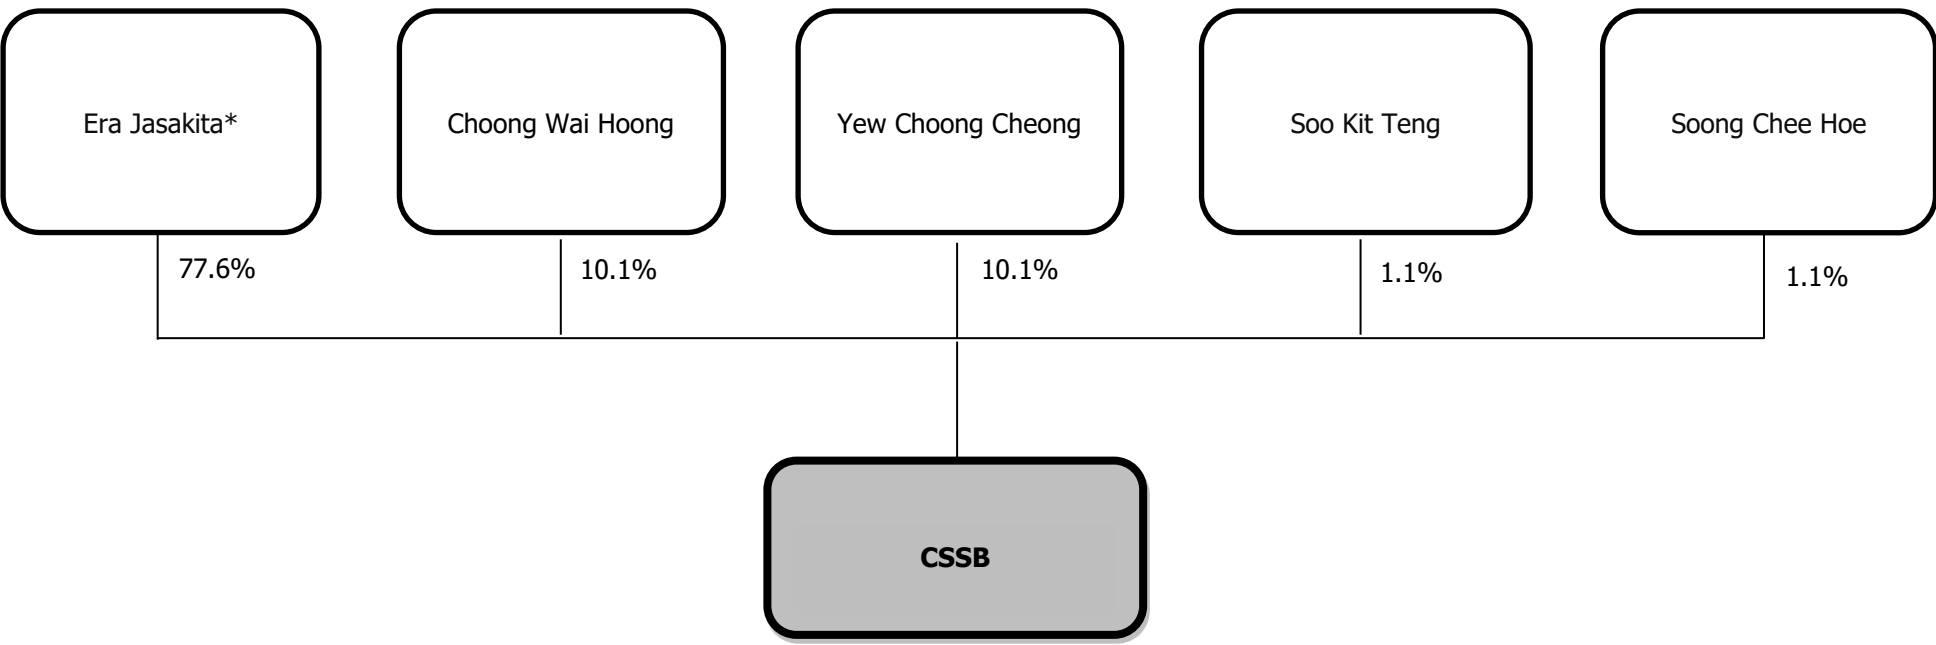 Era Jasakita*
Choong Wai Hoong
Yew Choong Cheong
Soo Kit Teng
Soong Chee Hoe
77.6%
10.1%
10.1%
1.1%
1.1%
CSSB